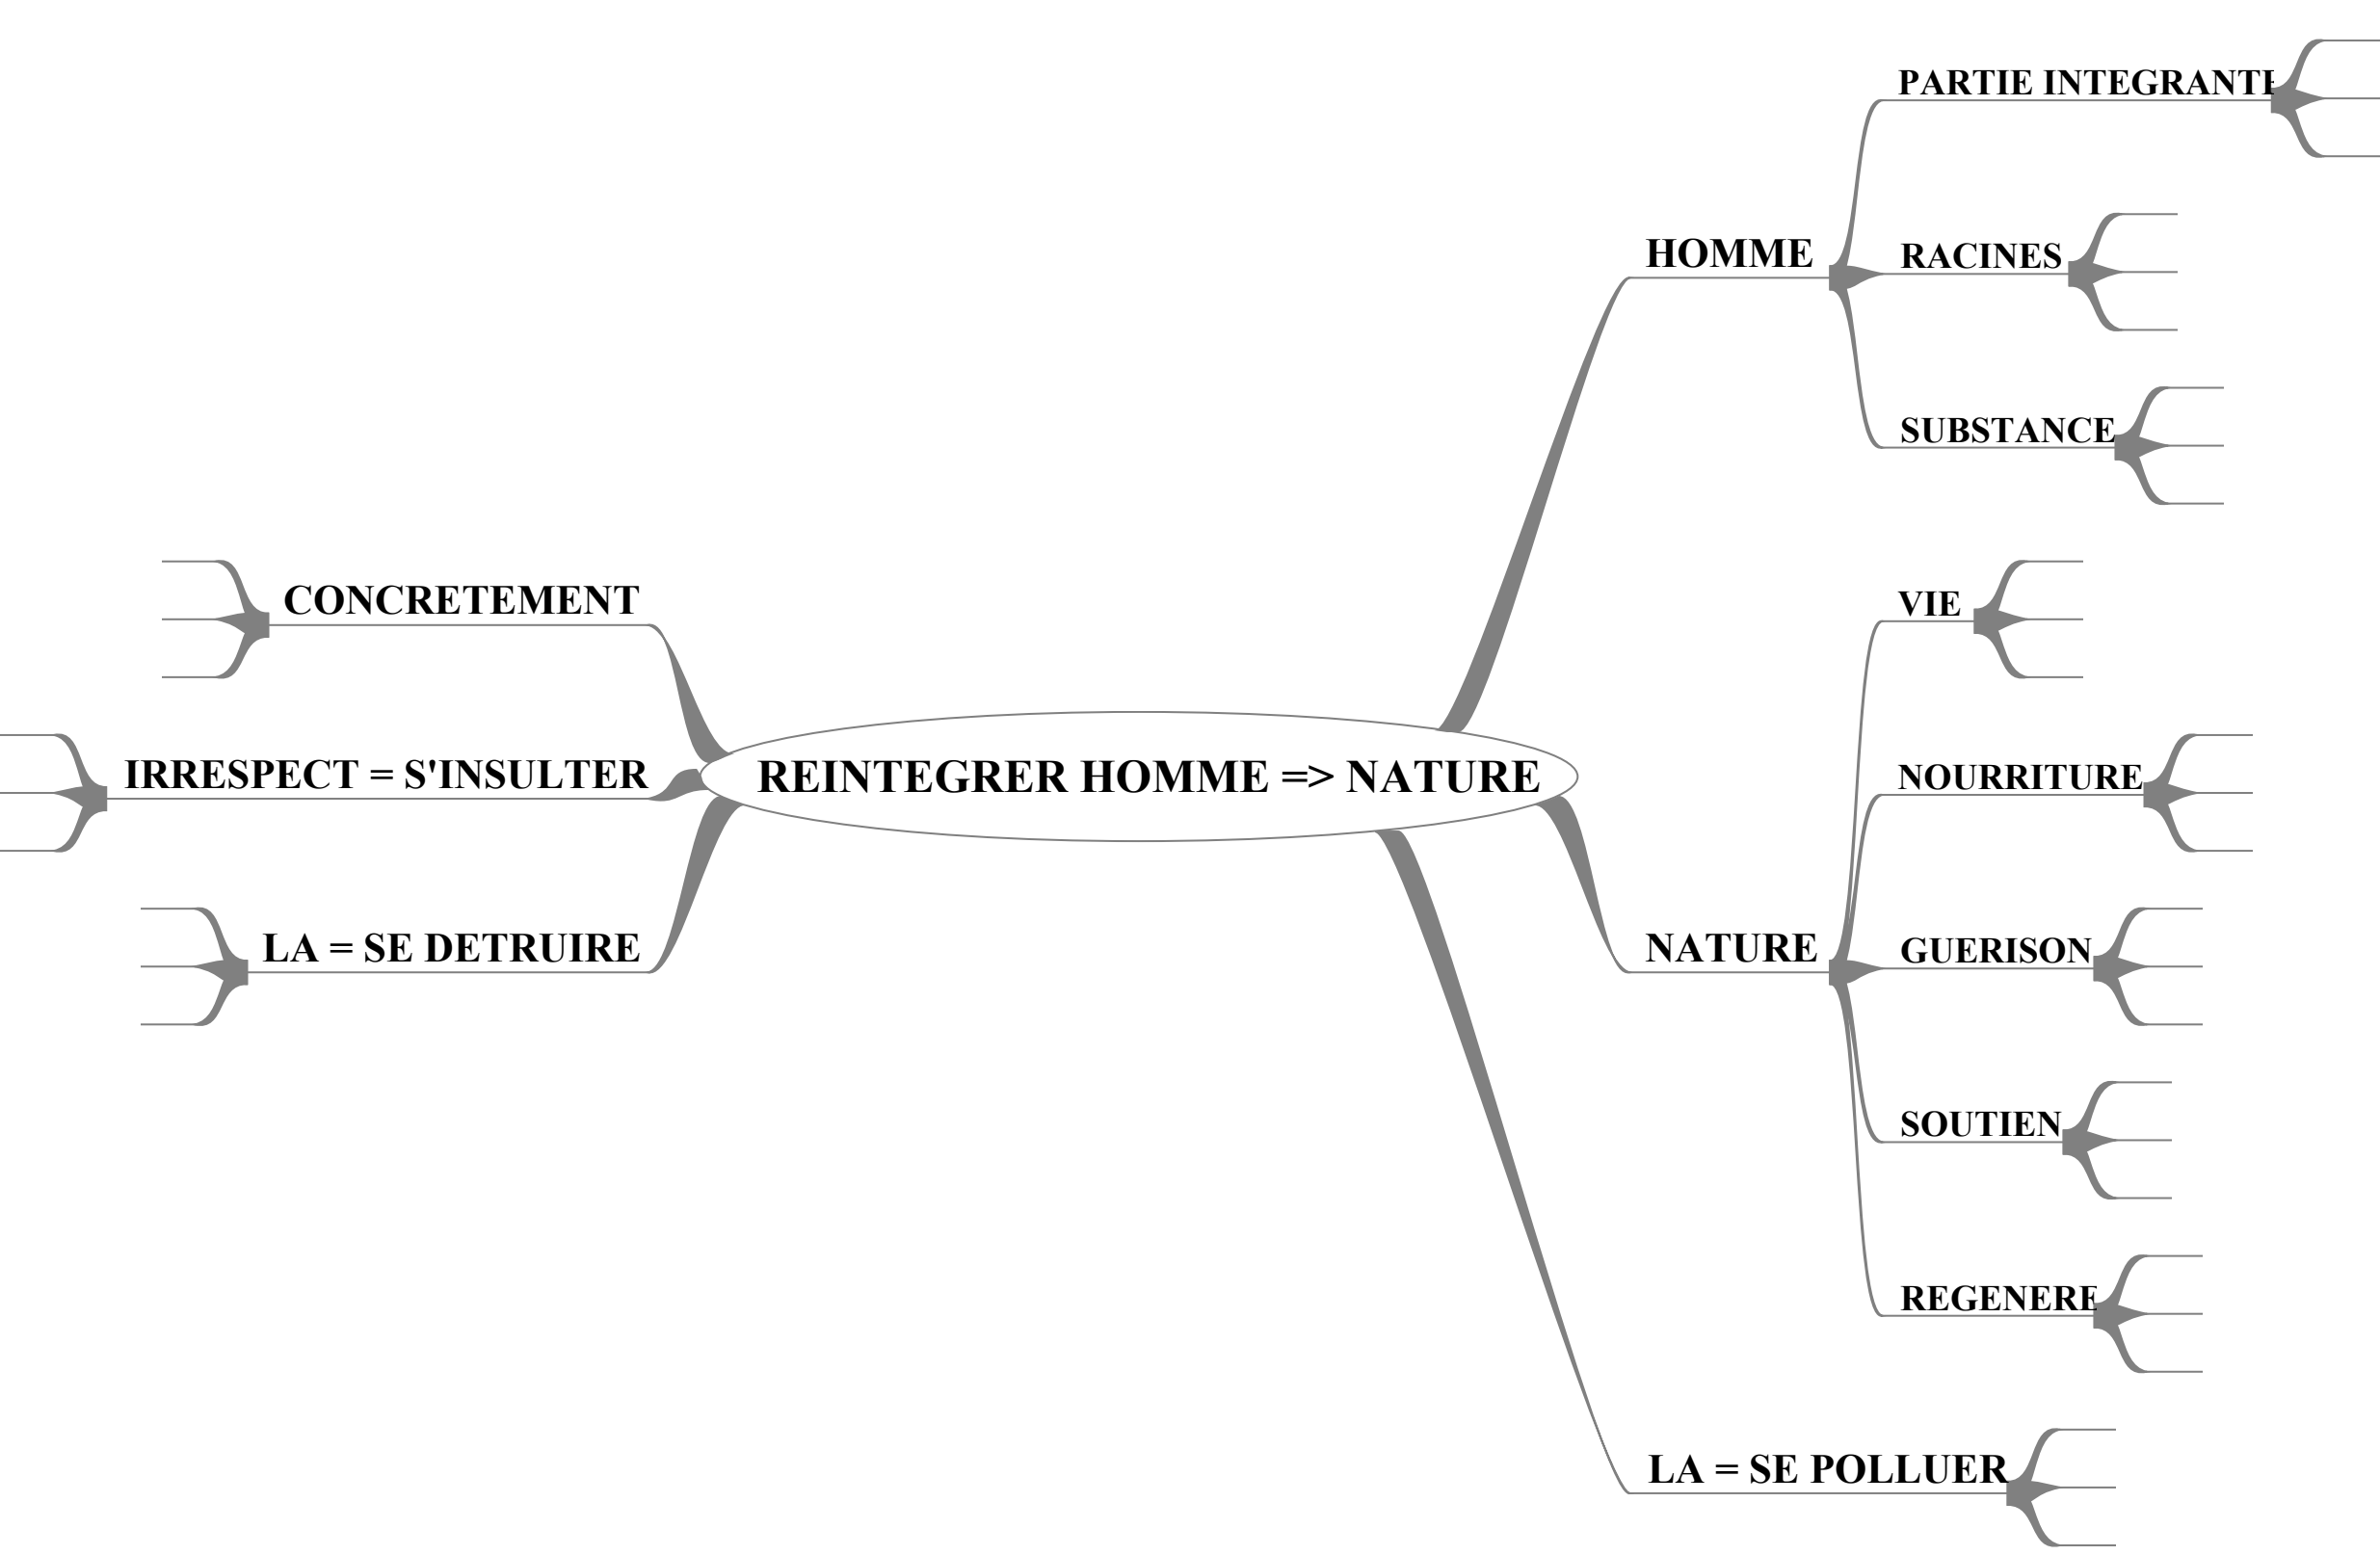 PARTIE INTEGRANTE
HOMME
RACINES
SUBSTANCE
CONCRETEMENT
VIE
IRRESPECT = S'INSULTER
REINTEGRER HOMME => NATURE
NOURRITURE
LA = SE DETRUIRE
NATURE
GUERISON
SOUTIEN
REGENERE
LA = SE POLLUER